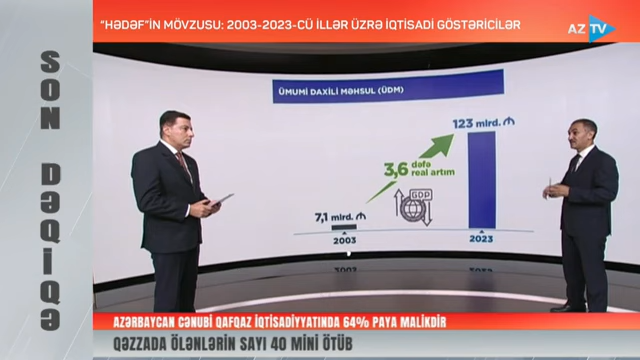 "HƏDƏF"İN MÖVZUSU: 2003-2023-CÜ İLLƏR ÜZRƏ İQTİSADİ GÖSTƏRİCİLƏR
AZTV
SON DƏQİQƏ
ÜMUMİ DAXİLİ MƏHSUL (ÜDM)
123 mlrd. ₼
3,6 dəfə real artım
GDP
7,1 mlrd. ₼
2003
2023
AZƏRBAYCAN CƏNUBİ QAFQAZ İQTİSADİYYATINDA 64% PAYA MALİKDİR
QƏZZADA ÖLƏNLƏRİN SAYI 40 MİNİ ÖTÜB